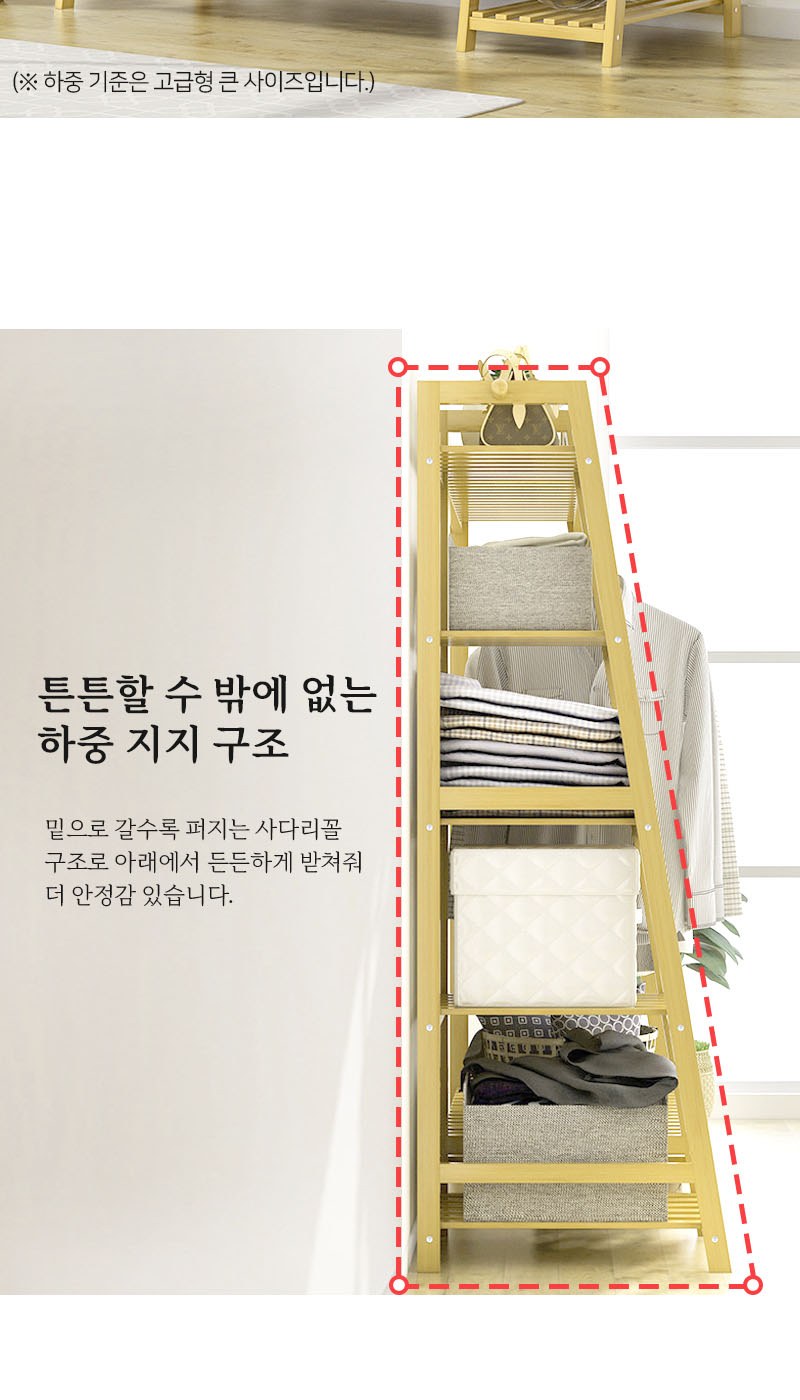 (※ 하중 기준은 고급형 큰 사이즈입니다.)
튼튼할 수 밖에 없는
하중 지지 구조
밑으로 갈수록 퍼지는 사다리꼴
구조로 아래에서 든든하게 받쳐줘
더 안정감 있습니다.